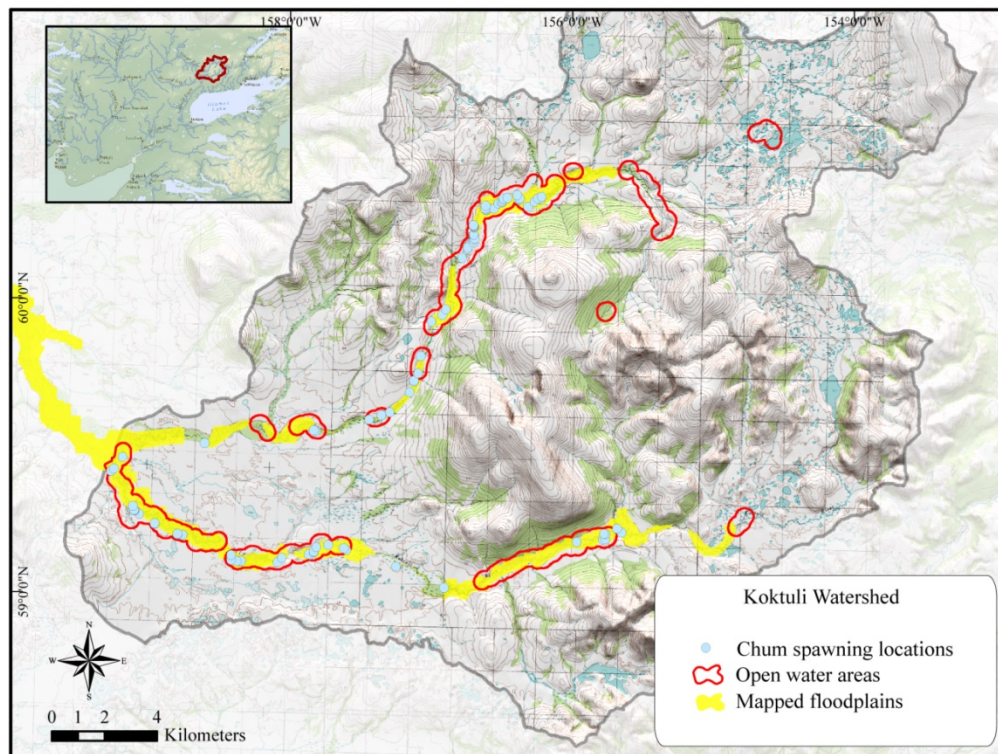 158°0'0"W
156°0'0"W
154°0'0"W
60°0'0"N
59°0'0"N
Koktuli Watershed
Chum spawning locations
Open water areas
Mapped floodplains
N
W
E
S
0 1 2 4
Kilometers